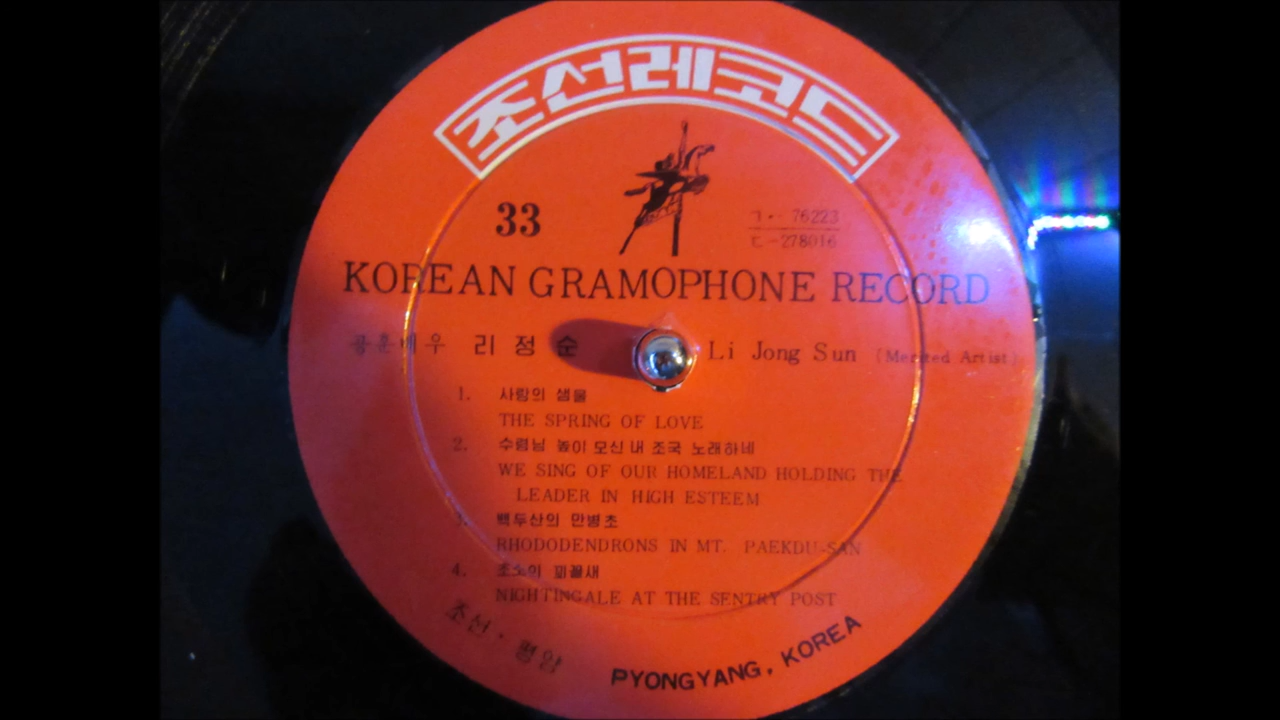 조선레코드
33
ㄱ- 76223
ㄷ-278016
KOREAN GRAMOPHONE RECORD
공훈배우 리정순 Li Jong Sun (Merited Artist)
1. 사랑의 샘물
THE SPRING OF LOVE
2. 수령님 높이 모신 내 조국 노래하네
WE SING OF OUR HOMELAND HOLDING THE
LEADER IN HIGH ESTEEM
3. 백두산의 만병초
RHODODENDRONS IN MT. PAEKDU-SAN
4. 초소의 꾀꼴새
NIGHTINGALE AT THE SENTRY POST
조선·평양 PYONGYANG, KOREA